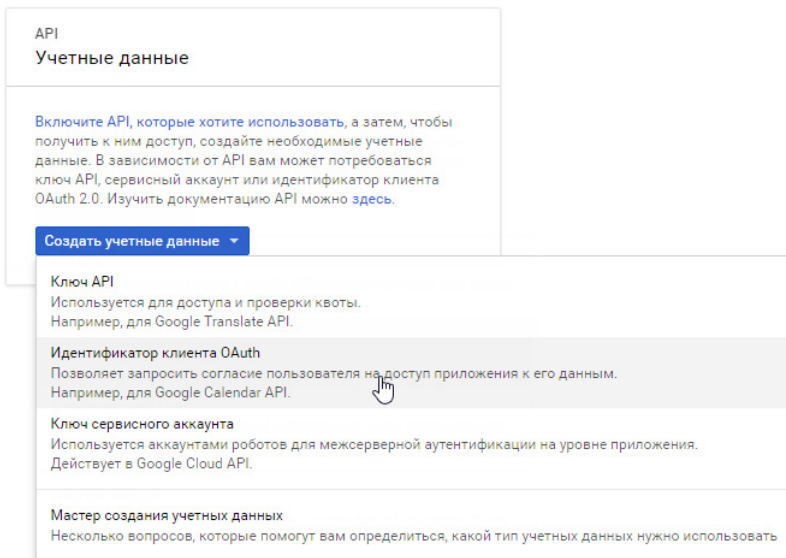 API
Учетные данные
Включите API, которые хотите использовать, а затем, чтобы
получить к ним доступ, создайте необходимые учетные
данные. В зависимости от API вам может потребоваться
ключ API, сервисный аккаунт или идентификатор клиента
OAuth 2.0. Изучить документацию API можно здесь.
Создать учетные данные
Ключ API
Используется для доступа и проверки квоты.
Например, для Google Translate API.
Идентификатор клиента OAuth
Позволяет запросить согласие пользователя на доступ приложения к его данным.
Например, для Google Calendar API.
Ключ сервисного аккаунта
Используется аккаунтами роботов для межсерверной аутентификации на уровне приложения.
Действует в Google Cloud API.
Мастер создания учетных данных
Несколько вопросов, которые помогут вам определиться, какой тип учетных данных нужно использовать